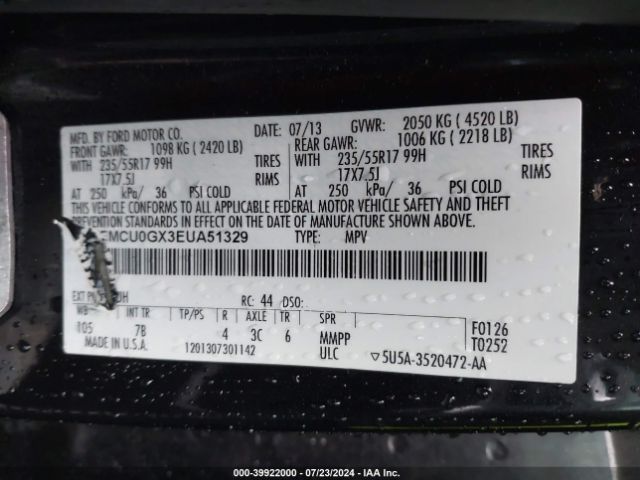 MFD. BY FORD MOTOR CO. DATE: 07/13 GVWR: 2050 KG ( 4520 LB)
FRONT GAWR: 1098 KG ( 2420 LB) REAR GAWR: 1006 KG ( 2218 LB)
WITH 235/55R17 99H TIRES WITH 235/55R17 99H TIRES
17X7.5J RIMS 17X7.5J RIMS
AT 250 kPa/ 36 PSI COLD AT 250 kPa/ 36 PSI COLD
THIS VEHICLE CONFORMS TO ALL APPLICABLE FEDERAL MOTOR VEHICLE SAFETY AND THEFT
PREVENTION STANDARDS IN EFFECT ON THE DATE OF MANUFACTURE SHOWN ABOVE.
MCU0GX3EUA51329 TYPE: MPV
EXT RC: 44 DSO:
WB INT TR TP/PS R AXLE TR SPR
105 7B 4 3C 6 MMPP F0126
MADE IN U.S.A. 1201307301142 ULC ▽5U5A-3520472-AA T0252
000-39922000 - 07/23/2024 - IAA Inc.